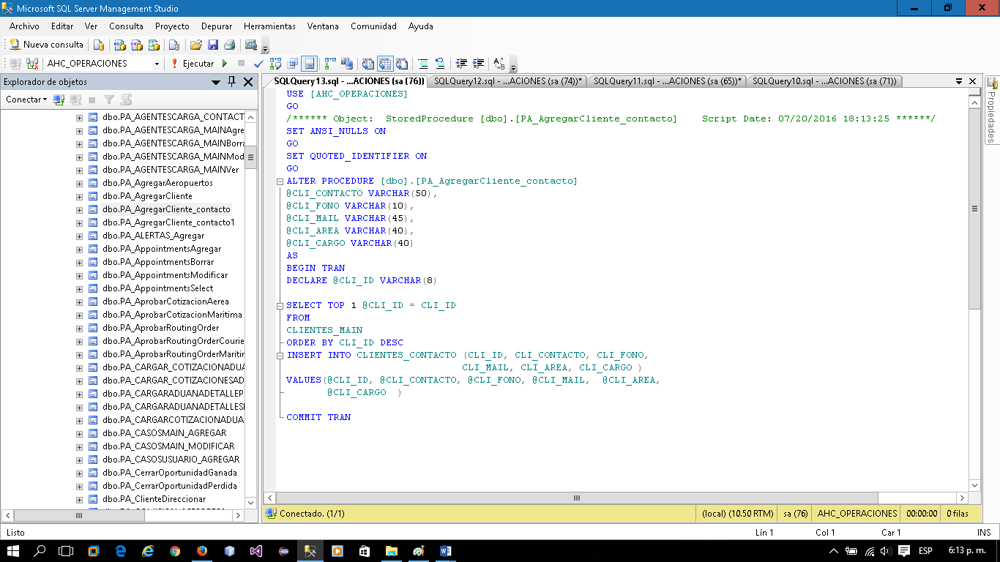 Microsoft SQL Server Management Studio
Archivo Editar Ver Consulta Proyecto Depurar Herramientas Ventana Comunidad Ayuda
Nueva consulta
AHC_OPERACIONES Ejecutar
Explorador de objetos
Conectar
dbo.PA_AGENTESCARGA_CONTACT
dbo.PA_AGENTESCARGA_MAINAgre
dbo.PA_AGENTESCARGA_MAINBorra
dbo.PA_AGENTESCARGA_MAINMod
dbo.PA_AGENTESCARGA_MAINVer
dbo.PA_AgregarAeropuertos
dbo.PA_AgregarCliente
dbo.PA_AgregarCliente_contacto
dbo.PA_AgregarCliente_contacto1
dbo.PA_ALERTAS_Agregar
dbo.PA_AppointmentsAgregar
dbo.PA_AppointmentsBorrar
dbo.PA_AppointmentsModificar
dbo.PA_AppointmentsSelect
dbo.PA_AprobarCotizacionAerea
dbo.PA_AprobarCotizacionMaritima
dbo.PA_AprobarRoutingOrder
dbo.PA_AprobarRoutingOrderCourie
dbo.PA_AprobarRoutingOrderMaritim
dbo.PA_CARGAR_COTIZACIONADUA
dbo.PA_CARGAR_COTIZACIONESAD
dbo.PA_CARGARADUANADETALLEP
dbo.PA_CARGARADUANADETALLES
dbo.PA_CARGARCOTIZACIONADUA
dbo.PA_CASOSMAIN_AGREGAR
dbo.PA_CASOSMAIN_MODIFICAR
dbo.PA_CASOSUSUARIO_AGREGAR
dbo.PA_CerrarOportunidadGanada
dbo.PA_CerrarOportunidadPerdida
dbo.PA_ClienteDireccionar
SQLQuery13.sql - ...ACIONES (sa (76)) SQLQuery12.sql - ...ACIONES (sa (74))* SQLQuery11.sql - ...ACIONES (sa (65))* SQLQuery10.sql - ...ACIONES (sa (71))
USE [AHC_OPERACIONES]
GO
/****** Object:  StoredProcedure [dbo].[PA_AgregarCliente_contacto]    Script Date: 07/20/2016 18:13:25 ******/
SET ANSI_NULLS ON
GO
SET QUOTED_IDENTIFIER ON
GO
ALTER PROCEDURE [dbo].[PA_AgregarCliente_contacto]
@CLI_CONTACTO VARCHAR(50),
@CLI_FONO VARCHAR(10),
@CLI_MAIL VARCHAR(45),
@CLI_AREA VARCHAR(40),
@CLI_CARGO VARCHAR(40)
AS
BEGIN TRAN
DECLARE @CLI_ID VARCHAR(8)
SELECT TOP 1 @CLI_ID = CLI_ID
FROM
CLIENTES_MAIN
ORDER BY CLI_ID DESC
INSERT INTO CLIENTES_CONTACTO (CLI_ID, CLI_CONTACTO, CLI_FONO,
CLI_MAIL, CLI_AREA, CLI_CARGO )
VALUES(@CLI_ID, @CLI_CONTACTO, @CLI_FONO, @CLI_MAIL,  @CLI_AREA,
@CLI_CARGO  )
COMMIT TRAN
Propiedades
Conectado. (1/1) (local) (10.50 RTM) sa (76) AHC_OPERACIONES 00:00:00 0 filas
Listo Lín 1 Col 1 Car 1 INS
ESP 6:13 p. m.